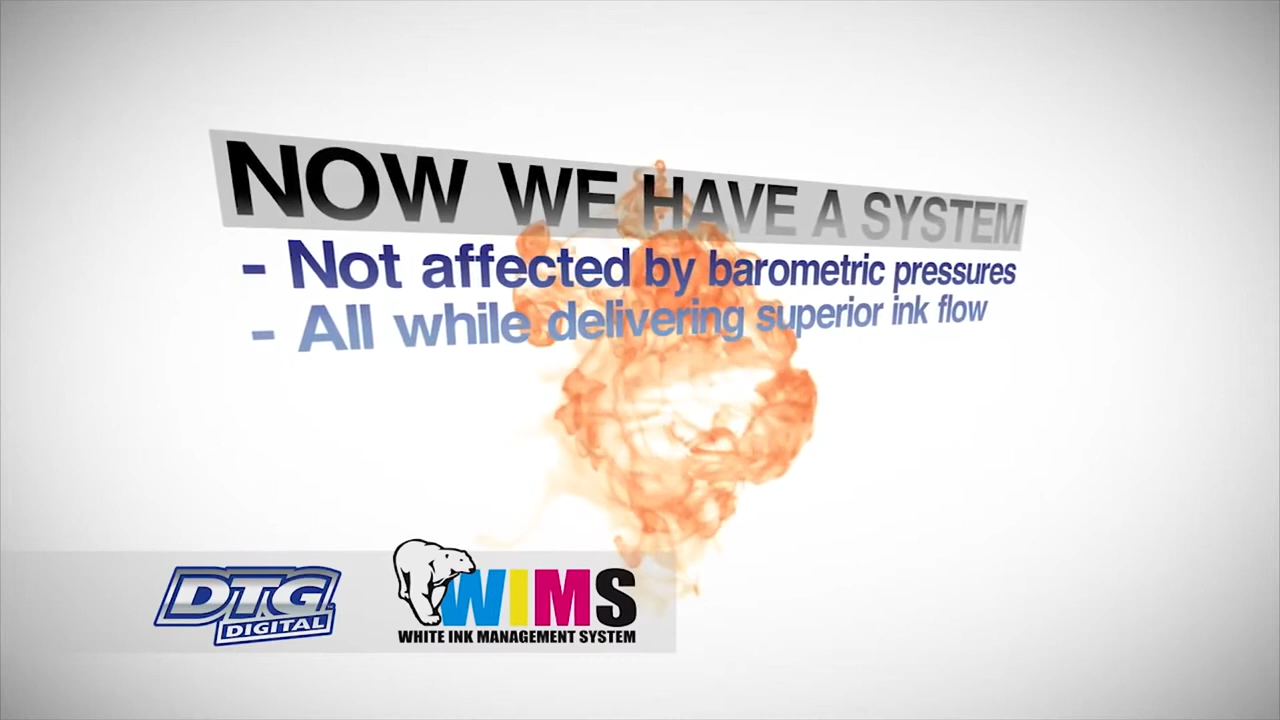 NOW WE HAVE A SYSTEM
- Not affected by barometric pressures
- All while delivering superior ink flow
DTG
DIGITAL
WIMS
WHITE INK MANAGEMENT SYSTEM